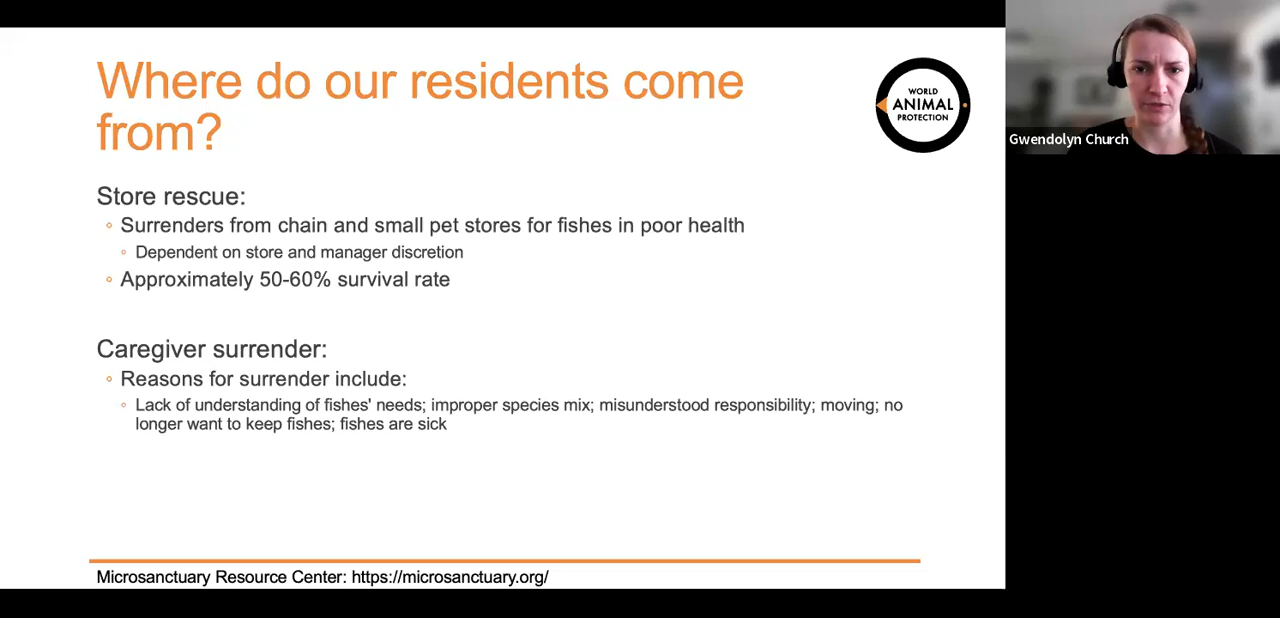 Where do our residents come
from?
WORLD
ANIMAL
PROTECTION
Gwendolyn Church
Store rescue:
◦ Surrenders from chain and small pet stores for fishes in poor health
◦ Dependent on store and manager discretion
◦ Approximately 50-60% survival rate
Caregiver surrender:
◦ Reasons for surrender include:
◦ Lack of understanding of fishes' needs; improper species mix; misunderstood responsibility; moving; no
longer want to keep fishes; fishes are sick
Microsanctuary Resource Center: https://microsanctuary.org/